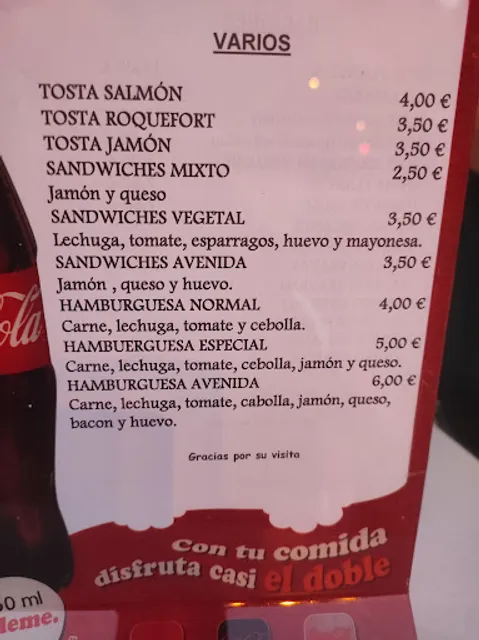 VARIOS
TOSTA SALMÓN 4,00 €
TOSTA ROQUEFORT 3,50 €
TOSTA JAMÓN 3,50 €
SANDWICHES MIXTO 2,50 €
Jamón y queso
SANDWICHES VEGETAL 3,50 €
Lechuga, tomate, esparragos, huevo y mayonesa.
SANDWICHES AVENIDA 3,50 €
Jamón , queso y huevo.
HAMBURGUESA NORMAL 4,00 €
Carne, lechuga, tomate y cebolla.
HAMBUERGUESA ESPECIAL 5,00 €
Carne, lechuga, tomate, cebolla, jamón y queso.
HAMBURGUESA AVENIDA 6,00 €
Carne, lechuga, tomate, cabolla, jamón, queso,
bacon y huevo.
Gracias por su visita
Con tu comida
disfruta casi el doble